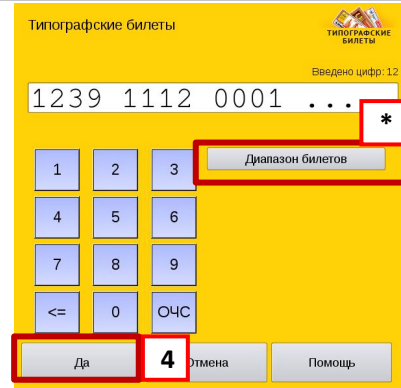 Типографские билеты
ТИПОГРАФСКИЕ
БИЛЕТЫ
Введено цифр: 12
1239 1112 0001 ....
*
Диапазон билетов
1 2 3
4 5 6
7 8 9
<= 0 ОЧС
Да 4 Отмена Помощь